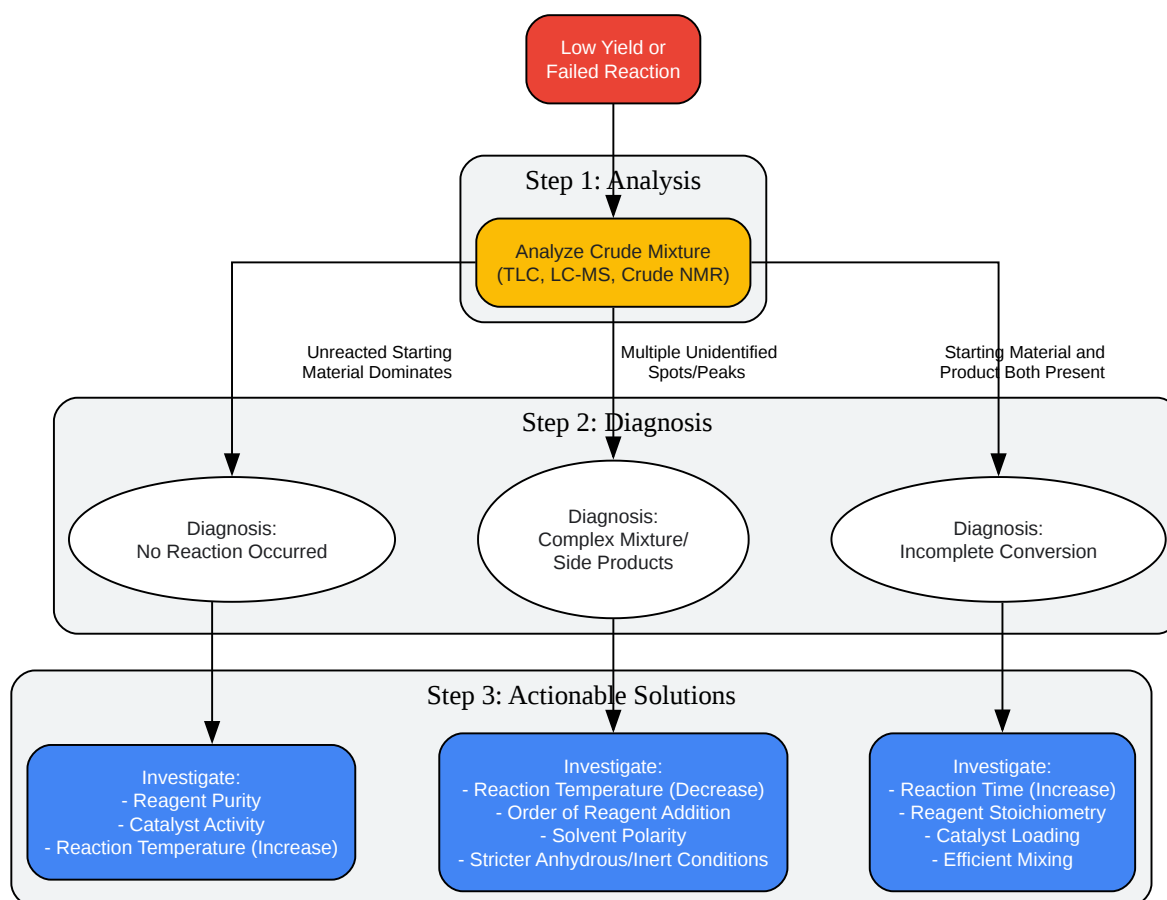 Low Yield or
Failed Reaction
Step 1: Analysis
Analyze Crude Mixture
(TLC, LC-MS, Crude NMR)
Unreacted Starting
Material Dominates
Multiple Unidentified
Spots/Peaks
Starting Material and
Product Both Present
Step 2: Diagnosis
Diagnosis:
No Reaction Occurred
Diagnosis:
Complex Mixture/
Side Products
Diagnosis:
Incomplete Conversion
Step 3: Actionable Solutions
Investigate:
- Reagent Purity
- Catalyst Activity
- Reaction Temperature (Increase)
Investigate:
- Reaction Temperature (Decrease)
- Order of Reagent Addition
- Solvent Polarity
- Stricter Anhydrous/Inert Conditions
Investigate:
- Reaction Time (Increase)
- Reagent Stoichiometry
- Catalyst Loading
- Efficient Mixing